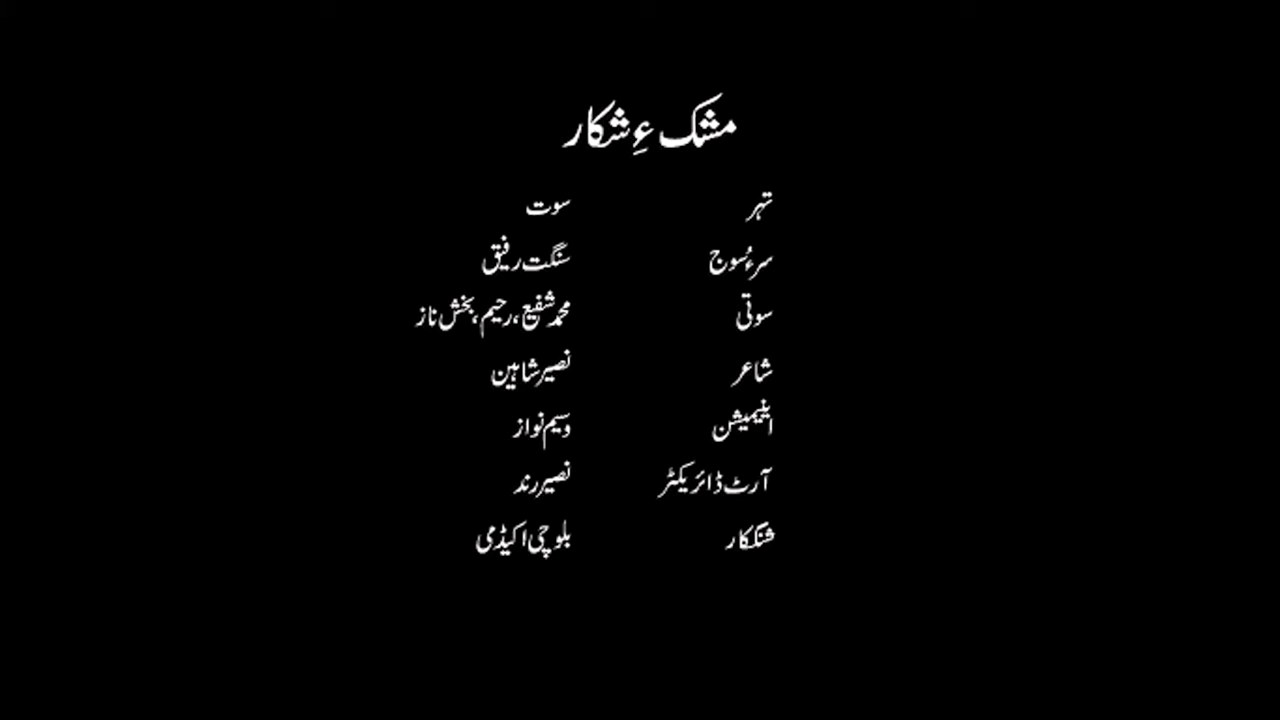 مشک ءِ شکار
تہر سوت
سرءُسوج سنگت رفیق
سوتی محمد شفیع، رحیم، بخش ناز
شاعر نصیر شاہین
اینیمیشن وسیم نواز
آرٹ ڈائریکٹر نصیر رند
شنگکار بلوچی اکیڈمی